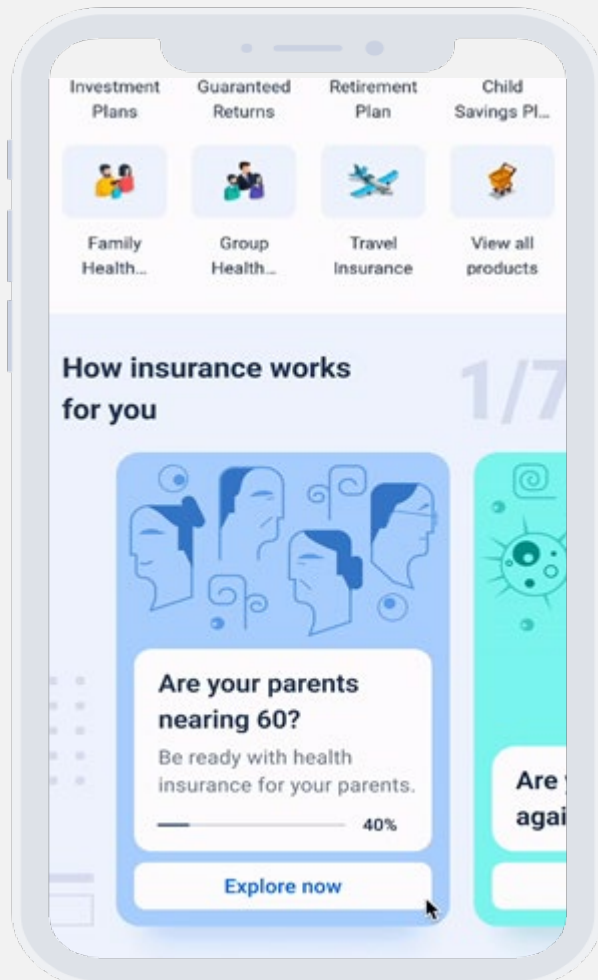 Investment Guaranteed Retirement Child
Plans Returns Plan Savings Pl...
Family Group Travel View all
Health... Health... Insurance products
How insurance works
for you
1/7
Are your parents
nearing 60?
Be ready with health
insurance for your parents.
40%
Explore now
Are
agai